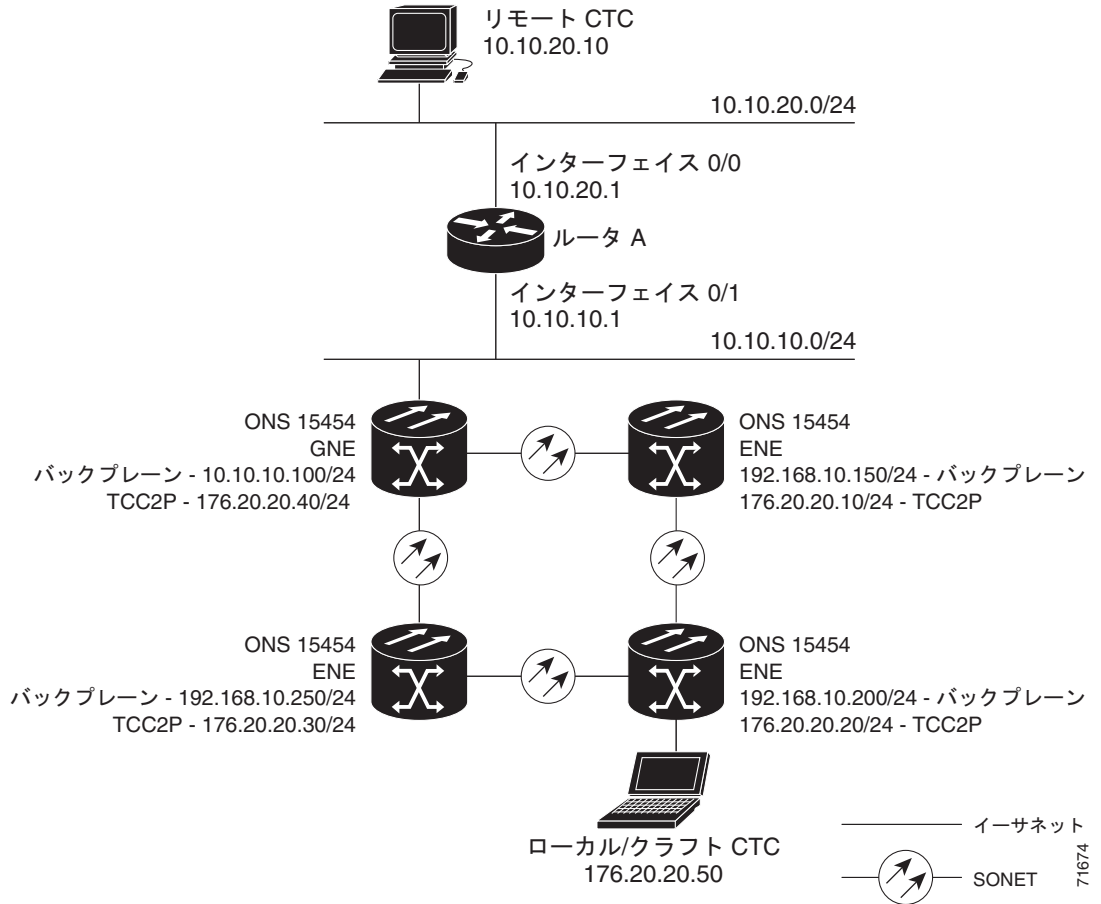 リモート CTC
10.10.20.10
10.10.20.0/24
インターフェイス 0/0
10.10.20.1
ルータ A
インターフェイス 0/1
10.10.10.1
10.10.10.0/24
ONS 15454
GNE
バックプレーン - 10.10.10.100/24
TCC2P - 176.20.20.40/24
ONS 15454
ENE
192.168.10.150/24 - バックプレーン
176.20.20.10/24 - TCC2P
ONS 15454
ENE
バックプレーン - 192.168.10.250/24
TCC2P - 176.20.20.30/24
ONS 15454
ENE
192.168.10.200/24 - バックプレーン
176.20.20.20/24 - TCC2P
ローカル/クラフト CTC
176.20.20.50
イーサネット
SONET
71674